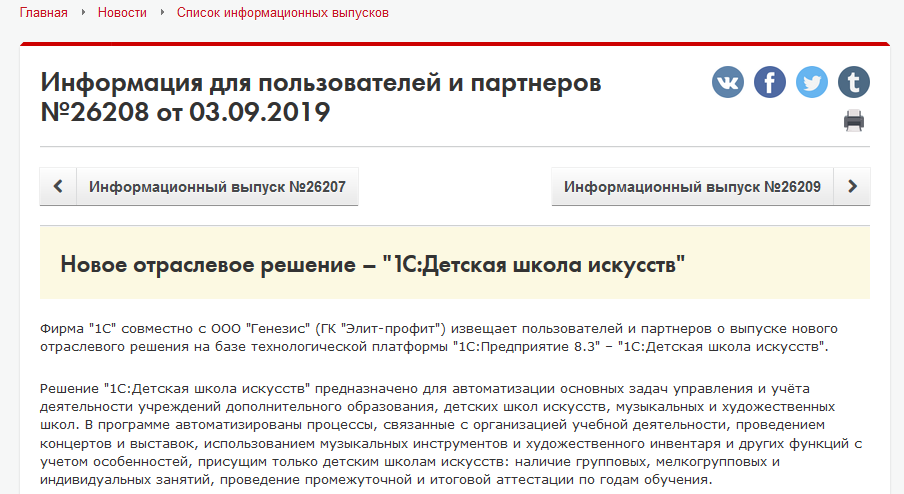 Главная Новости Список информационных выпусков
Информация для пользователей и партнеров
№26208 от 03.09.2019
Информационный выпуск №26207
Информационный выпуск №26209
Новое отраслевое решение – "1С:Детская школа искусств"
Фирма "1С" совместно с ООО "Генезис" (ГК "Элит-профит") извещает пользователей и партнеров о выпуске нового
отраслевого решения на базе технологической платформы "1С:Предприятие 8.3" – "1С:Детская школа искусств".
Решение "1С:Детская школа искусств" предназначено для автоматизации основных задач управления и учёта
деятельности учреждений дополнительного образования, детских школ искусств, музыкальных и художественных
школ. В программе автоматизированы процессы, связанные с организацией учебной деятельности, проведением
концертов и выставок, использованием музыкальных инструментов и художественного инвентаря и других функций с
учетом особенностей, присущим только детским школам искусств: наличие групповых, мелкогрупповых и
индивидуальных занятий, проведение промежуточной и итоговой аттестации по годам обучения.